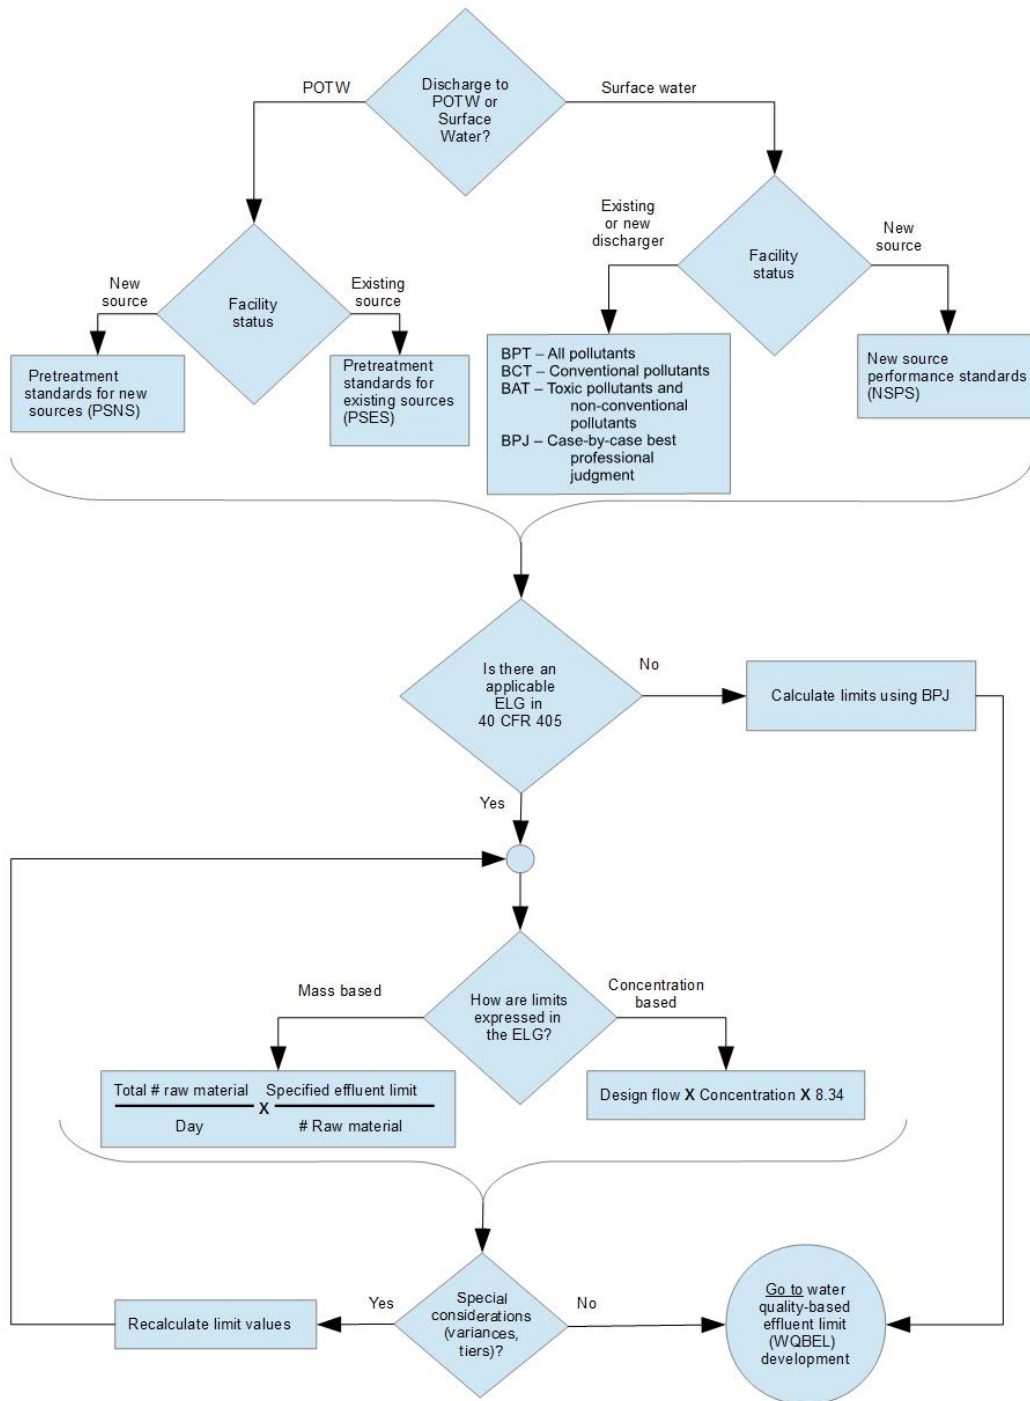 Discharge to
POTW or
Surface
Water?
POTW
Surface water
Facility
status
New
source
Existing
source
Pretreatment
standards for new
sources (PSNS)
Pretreatment
standards for
existing sources
(PSES)
Existing
or new
discharger
Facility
status
New
source
BPT – All pollutants
BCT – Conventional pollutants
BAT – Toxic pollutants and
non-conventional
pollutants
BPJ – Case-by-case best
professional
judgment
New source
performance standards
(NSPS)
Is there an
applicable
ELG in
40 CFR 405
No
Calculate limits using BPJ
Yes
How are limits
expressed in
the ELG?
Mass based
Concentration
based
Total # raw material X Specified effluent limit
Day # Raw material
Design flow X Concentration X 8.34
Special
considerations
(variances,
tiers)?
Yes
Recalculate limit values
No
Go to water
quality-based
effluent limit
(WQBEL)
development